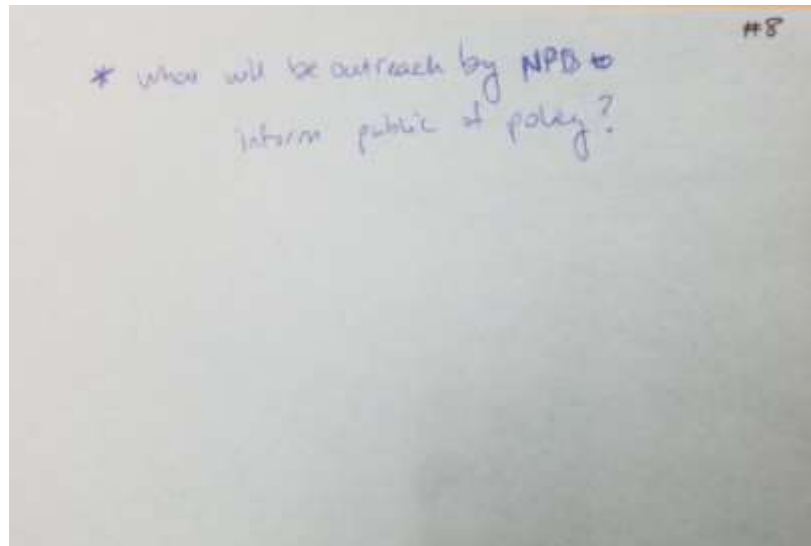 #8
* what will be outreach by NPB to
inform public of policy?